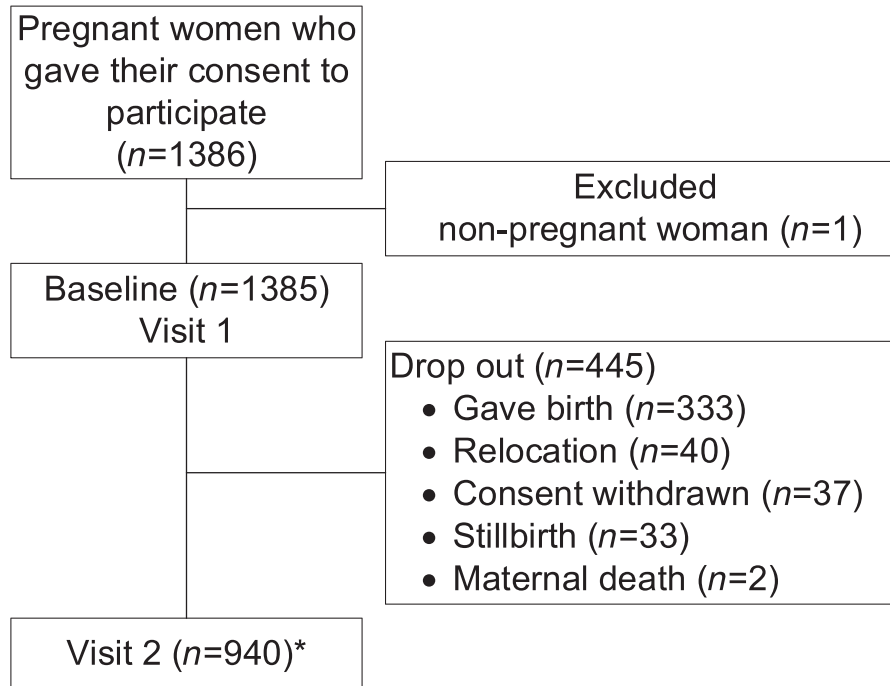 Pregnant women who
gave their consent to
participate
(n=1386)
Excluded
non-pregnant woman (n=1)
Baseline (n=1385)
Visit 1
Drop out (n=445)
• Gave birth (n=333)
• Relocation (n=40)
• Consent withdrawn (n=37)
• Stillbirth (n=33)
• Maternal death (n=2)
Visit 2 (n=940)*